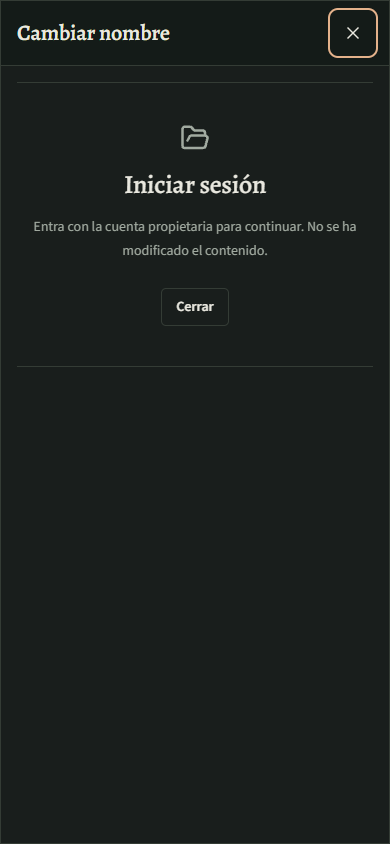 Cambiar nombre
Iniciar sesión
Entra con la cuenta propietaria para continuar. No se ha
modificado el contenido.
Cerrar